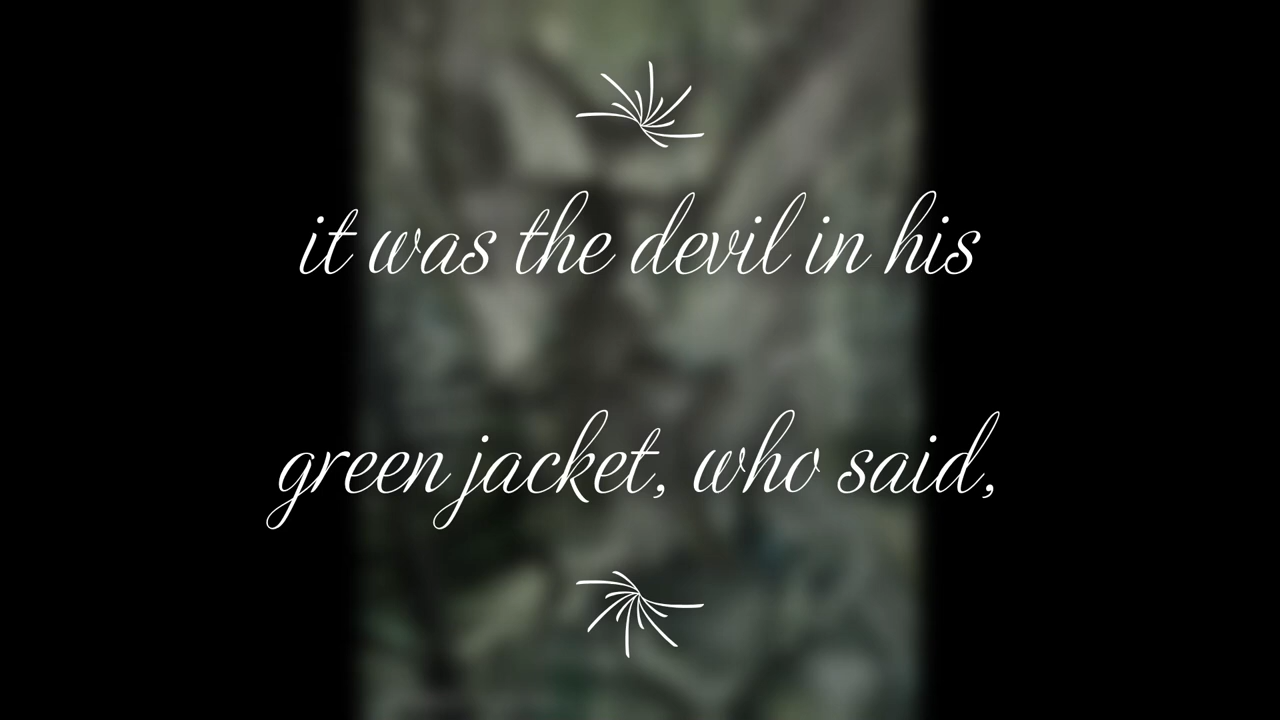 it was the devil in his
green jacket, who said,